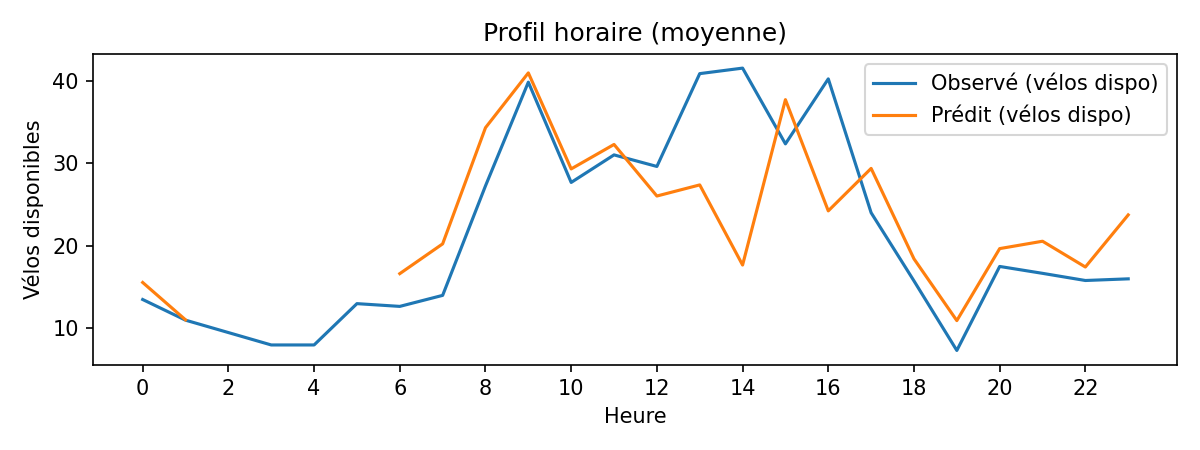 Profil horaire (moyenne)
Observé (vélos dispo)
Prédit (vélos dispo)
Vélos disponibles
40
30
20
10
0 2 4 6 8 10 12 14 16 18 20 22
Heure